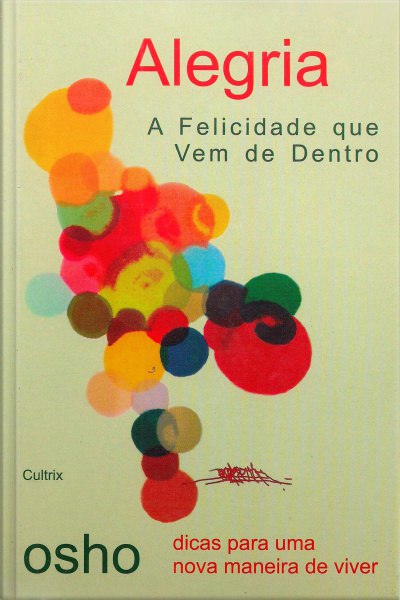 Alegria
A Felicidade que
Vem de Dentro
Cultrix
osho
dicas para uma
nova maneira de viver